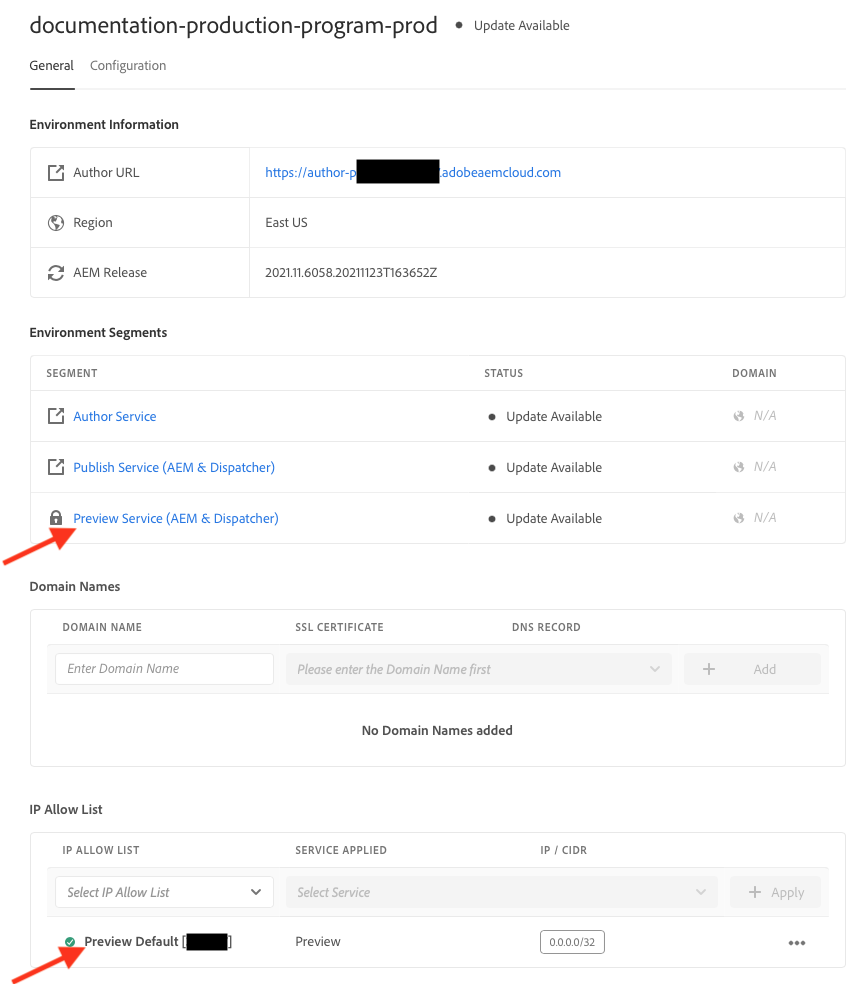 documentation-production-program-prod • Update Available
General Configuration
Environment Information
Author URL https://author-p .adobeaemcloud.com
Region East US
AEM Release 2021.11.6058.20211123T163652Z
Environment Segments
SEGMENT STATUS DOMAIN
Author Service • Update Available N/A
Publish Service (AEM & Dispatcher) • Update Available N/A
Preview Service (AEM & Dispatcher) • Update Available N/A
Domain Names
DOMAIN NAME SSL CERTIFICATE DNS RECORD
Enter Domain Name Please enter the Domain Name first + Add
No Domain Names added
IP Allow List
IP ALLOW LIST SERVICE APPLIED IP / CIDR
Select IP Allow List Select Service + Apply
Preview Default [ ] Preview 0.0.0.0/32 •••